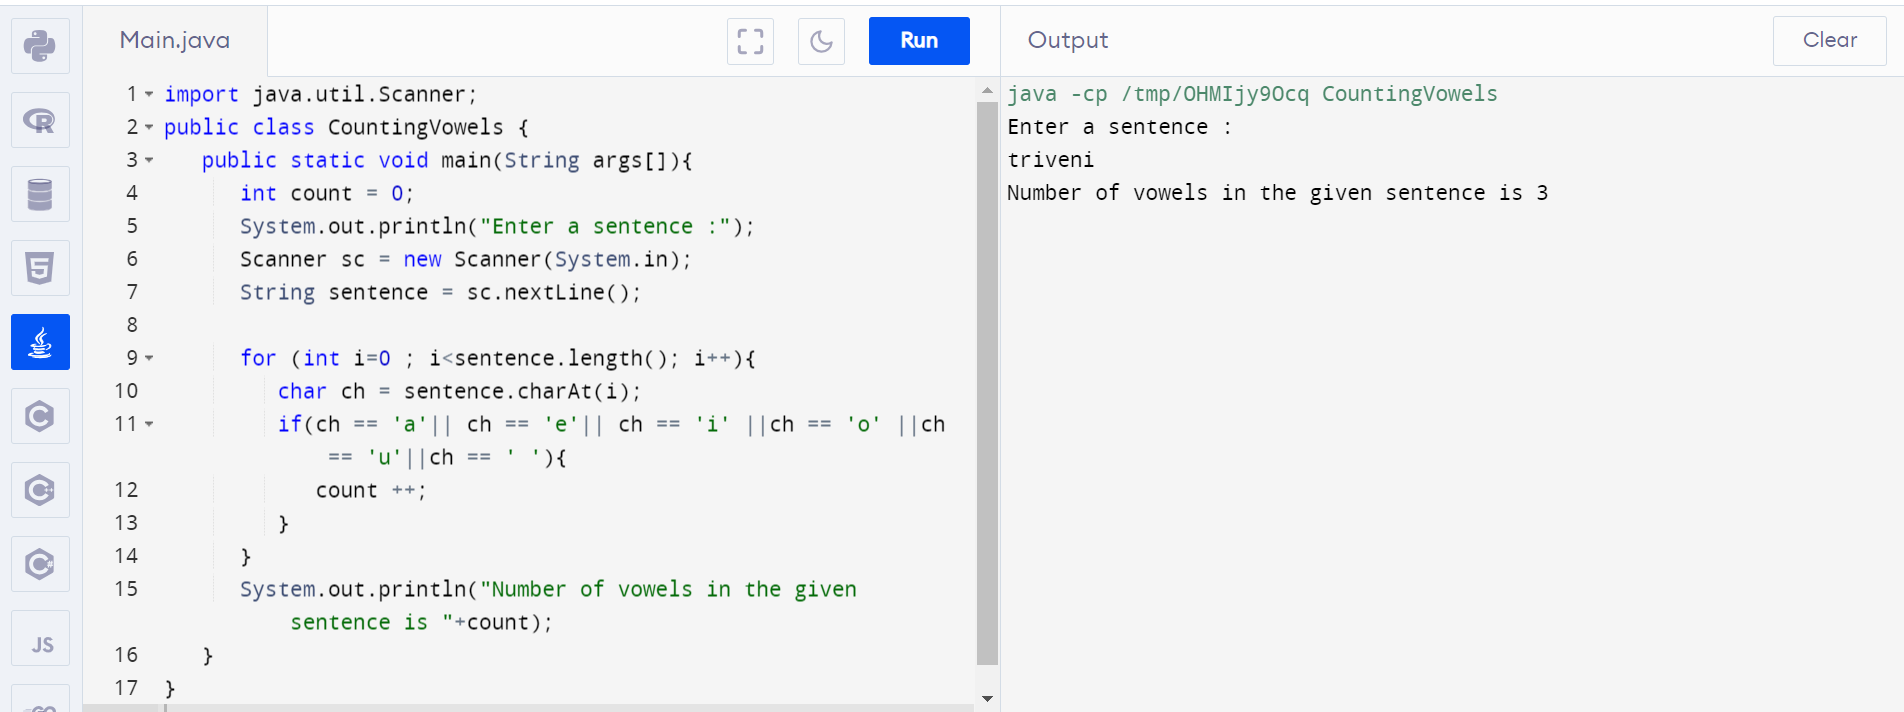 Main.java
Run
1 import java.util.Scanner;
2 public class CountingVowels {
3 public static void main(String args[]){
4 int count = 0;
5 System.out.println("Enter a sentence :");
6 Scanner sc = new Scanner(System.in);
7 String sentence = sc.nextLine();
8
9 for (int i=0 ; i<sentence.length(); i++){
10 char ch = sentence.charAt(i);
11 if(ch == 'a'|| ch == 'e'|| ch == 'i' ||ch == 'o' ||ch
== 'u'||ch == ' '){
12 count ++;
13 }
14 }
15 System.out.println("Number of vowels in the given
sentence is "+count);
16 }
17 }
Output
Clear
java -cp /tmp/OHMIjy9Ocq CountingVowels
Enter a sentence :
triveni
Number of vowels in the given sentence is 3
R
5
C
C++
C#
JS
GO